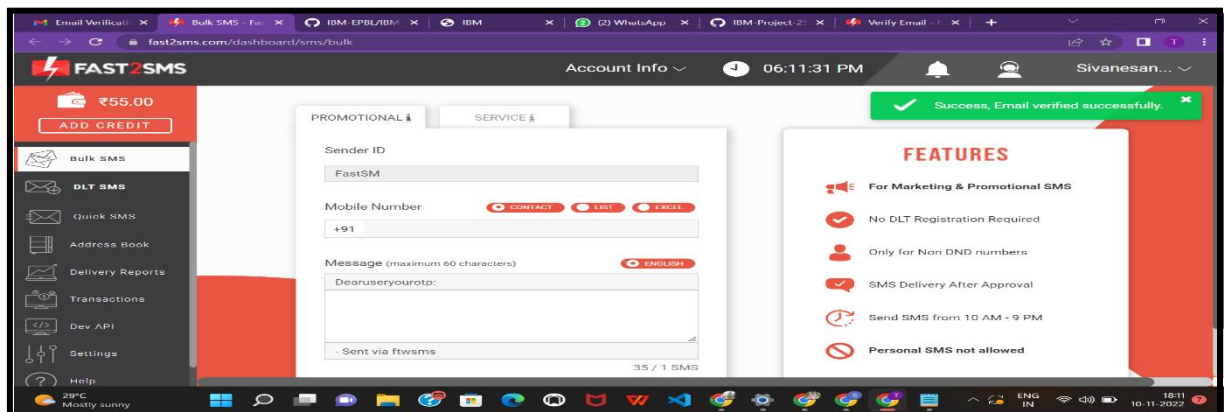 Email Verificati
Bulk SMS - Fas
IBM-EPBL/IBM
IBM
(2) WhatsApp
IBM-Project-2
Verify Email - F
fast2sms.com/dashboard/sms/bulk
FAST2SMS
Account Info
06:11:31 PM
Sivanesan...
₹55.00
ADD CREDIT
Success, Email verified successfully.
PROMOTIONAL
SERVICE
Bulk SMS
DLT SMS
Quick SMS
Address Book
Delivery Reports
Transactions
Dev API
Settings
Help
Sender ID
FastSM
Mobile Number
CONTACT
LIST
EXCEL
+91
Message (maximum 60 characters)
ENGLISH
Dearuseryourotp:
- Sent via ftwsms
35 / 1 SMS
FEATURES
For Marketing & Promotional SMS
No DLT Registration Required
Only for Non DND numbers
SMS Delivery After Approval
Send SMS from 10 AM - 9 PM
Personal SMS not allowed
29°C
Mostly sunny
ENG
IN
18:11
10-11-2022